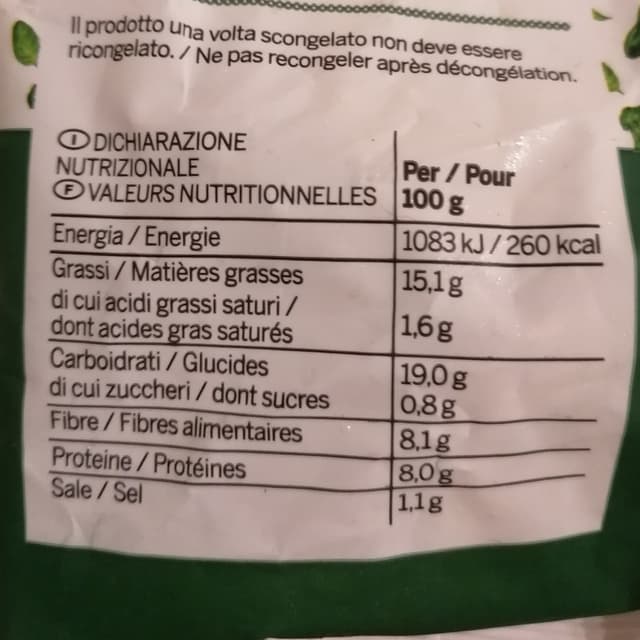 Il prodotto una volta scongelato non deve essere
ricongelato. / Ne pas recongeler après décongélation.
Ⓘ DICHIARAZIONE
NUTRIZIONALE
Ⓕ VALEURS NUTRITIONNELLES
Per / Pour
100 g
Energia / Energie 1083 kJ / 260 kcal
Grassi / Matières grasses 15,1 g
di cui acidi grassi saturi /
dont acides gras saturés 1,6 g
Carboidrati / Glucides 19,0 g
di cui zuccheri / dont sucres 0,8 g
Fibre / Fibres alimentaires 8,1 g
Proteine / Protéines 8,0 g
Sale / Sel 1,1 g